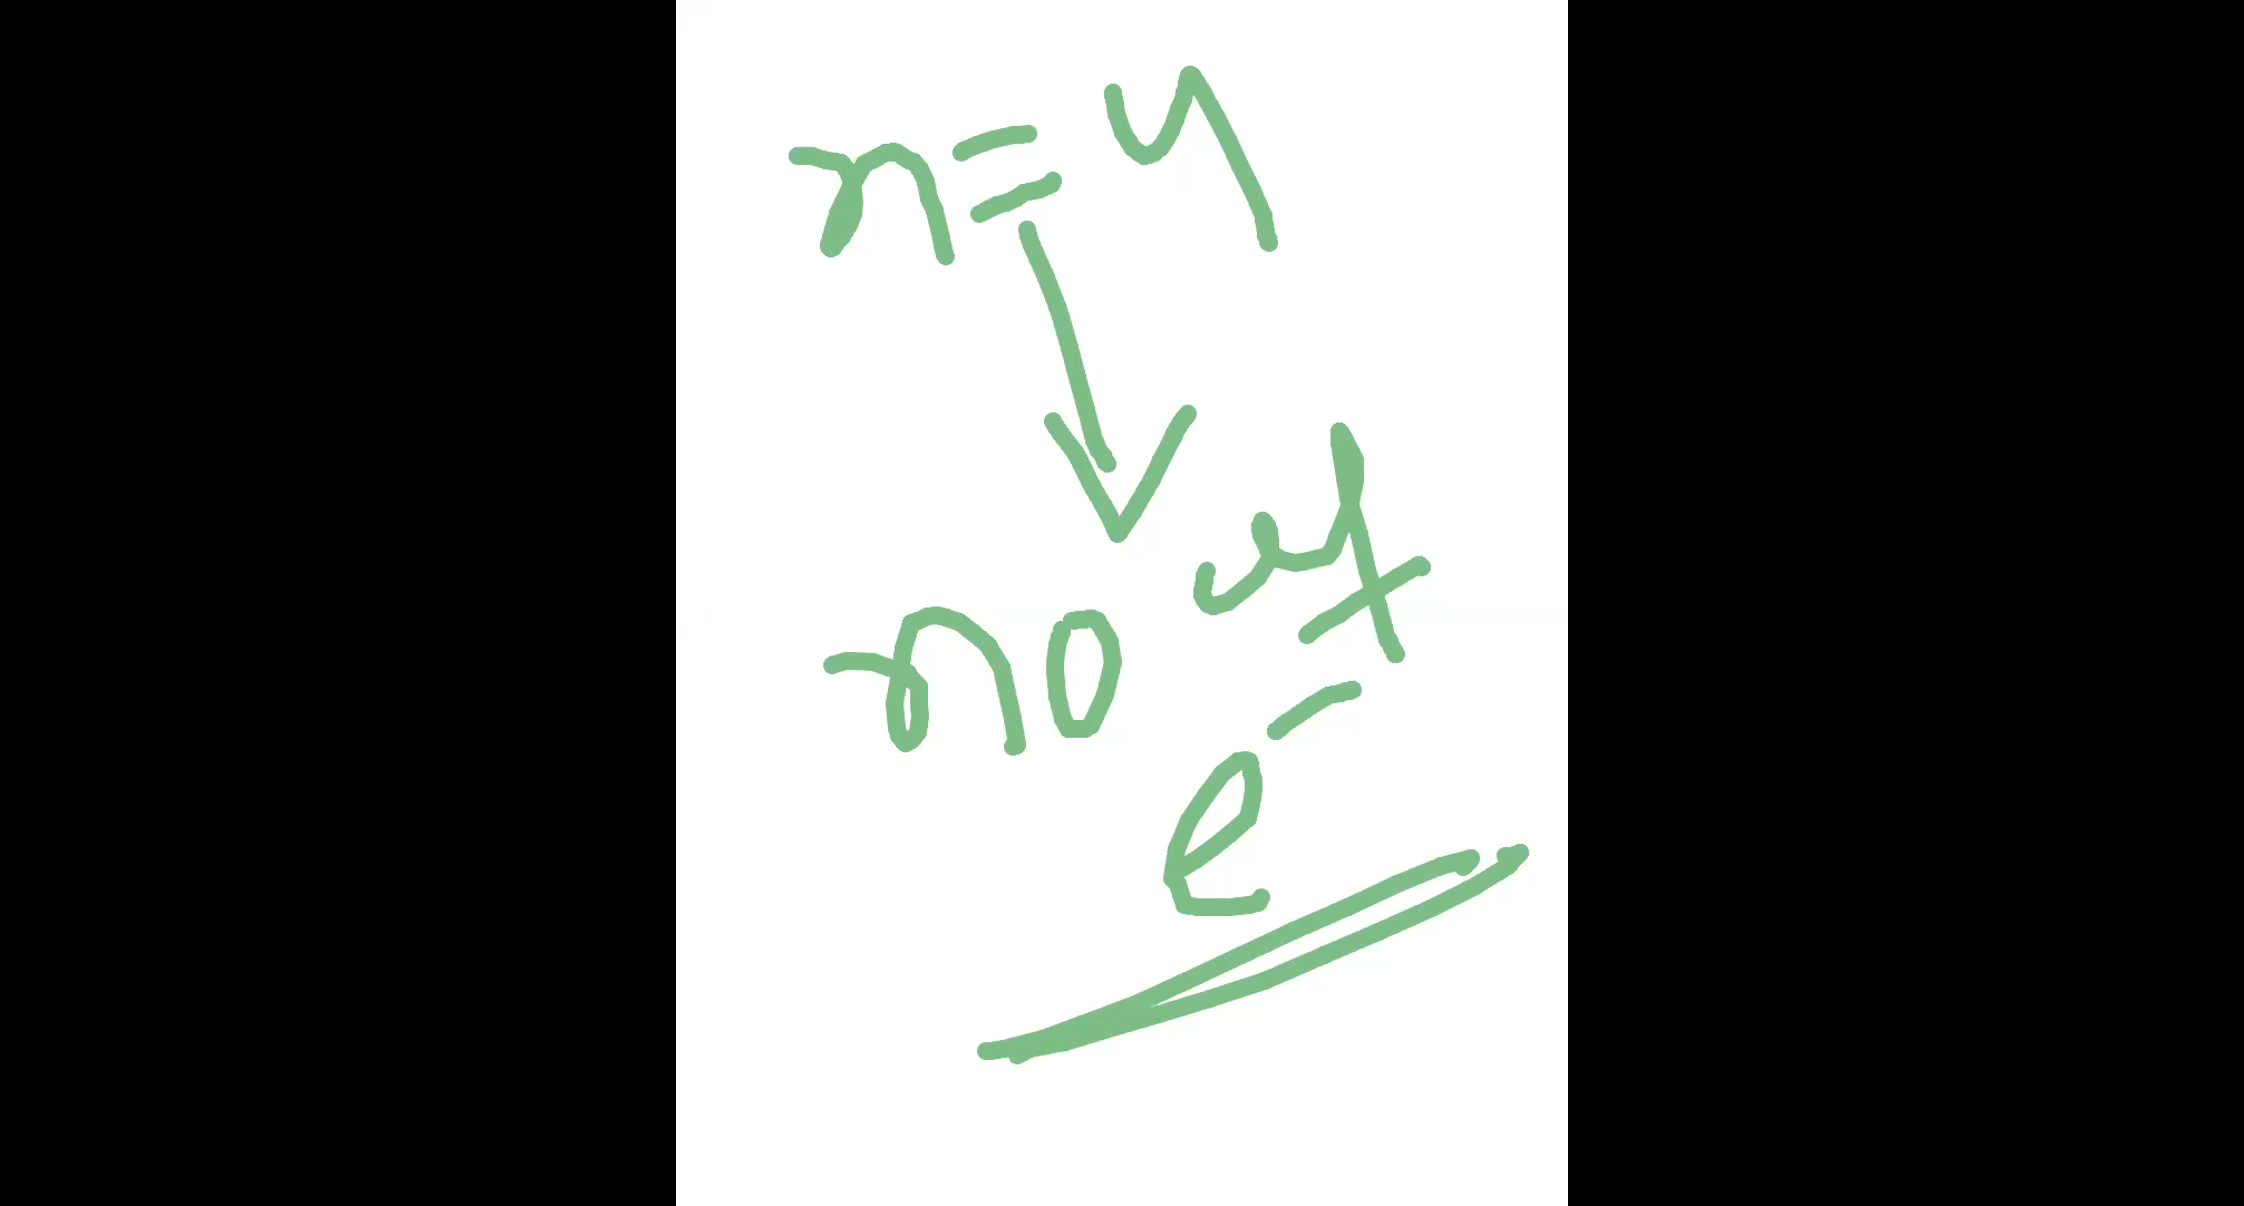 n = 4
no of
e⁻